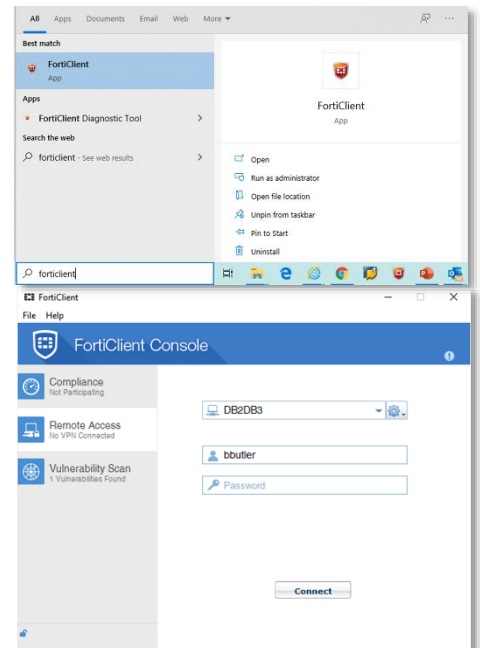 All Apps Documents Email Web More
Best match
FortiClient
App
Apps
FortiClient Diagnostic Tool
Search the web
forticlient - See web results
FortiClient
App
Open
Run as administrator
Open file location
Unpin from taskbar
Pin to Start
Uninstall
forticlient
FortiClient
File Help
FortiClient Console
Compliance
Not Participating
Remote Access
No VPN Connected
Vulnerability Scan
1 Vulnerabilities Found
DB2DB3
bbutler
Password
Connect